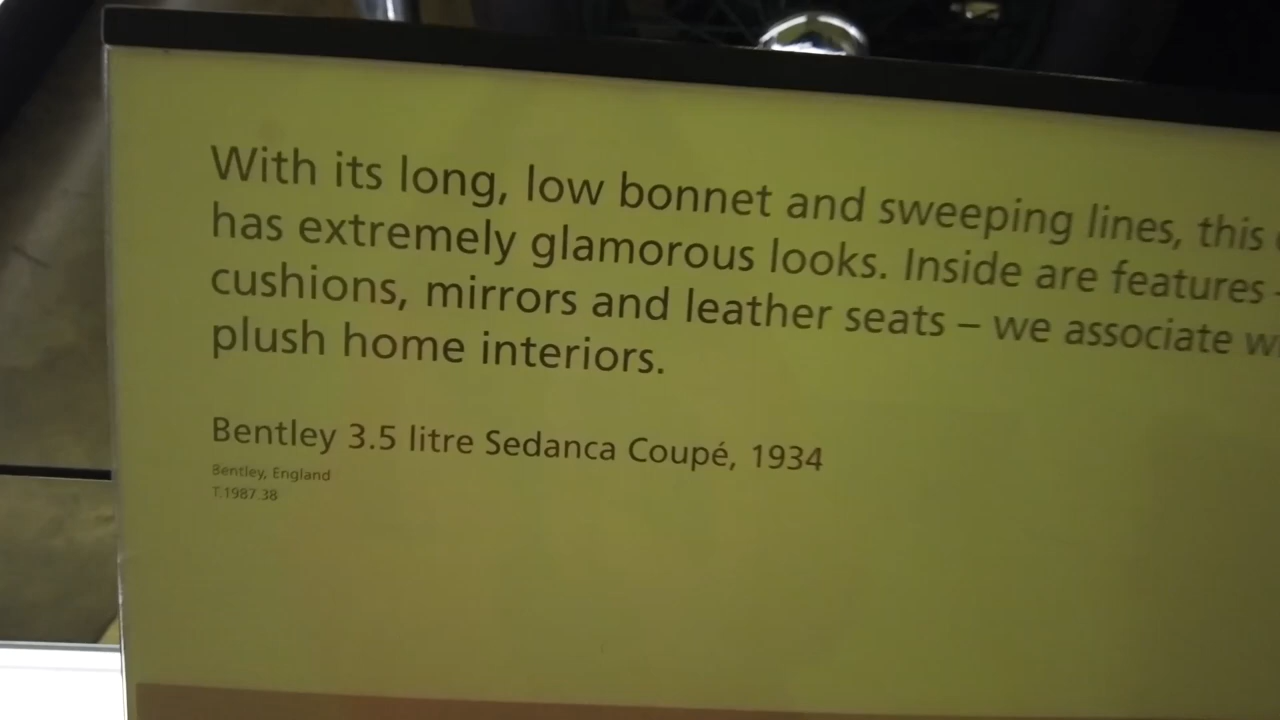 With its long, low bonnet and sweeping lines, this
has extremely glamorous looks. Inside are features –
cushions, mirrors and leather seats – we associate
plush home interiors.
Bentley 3.5 litre Sedanca Coupé, 1934
Bentley, England
T.1987.38